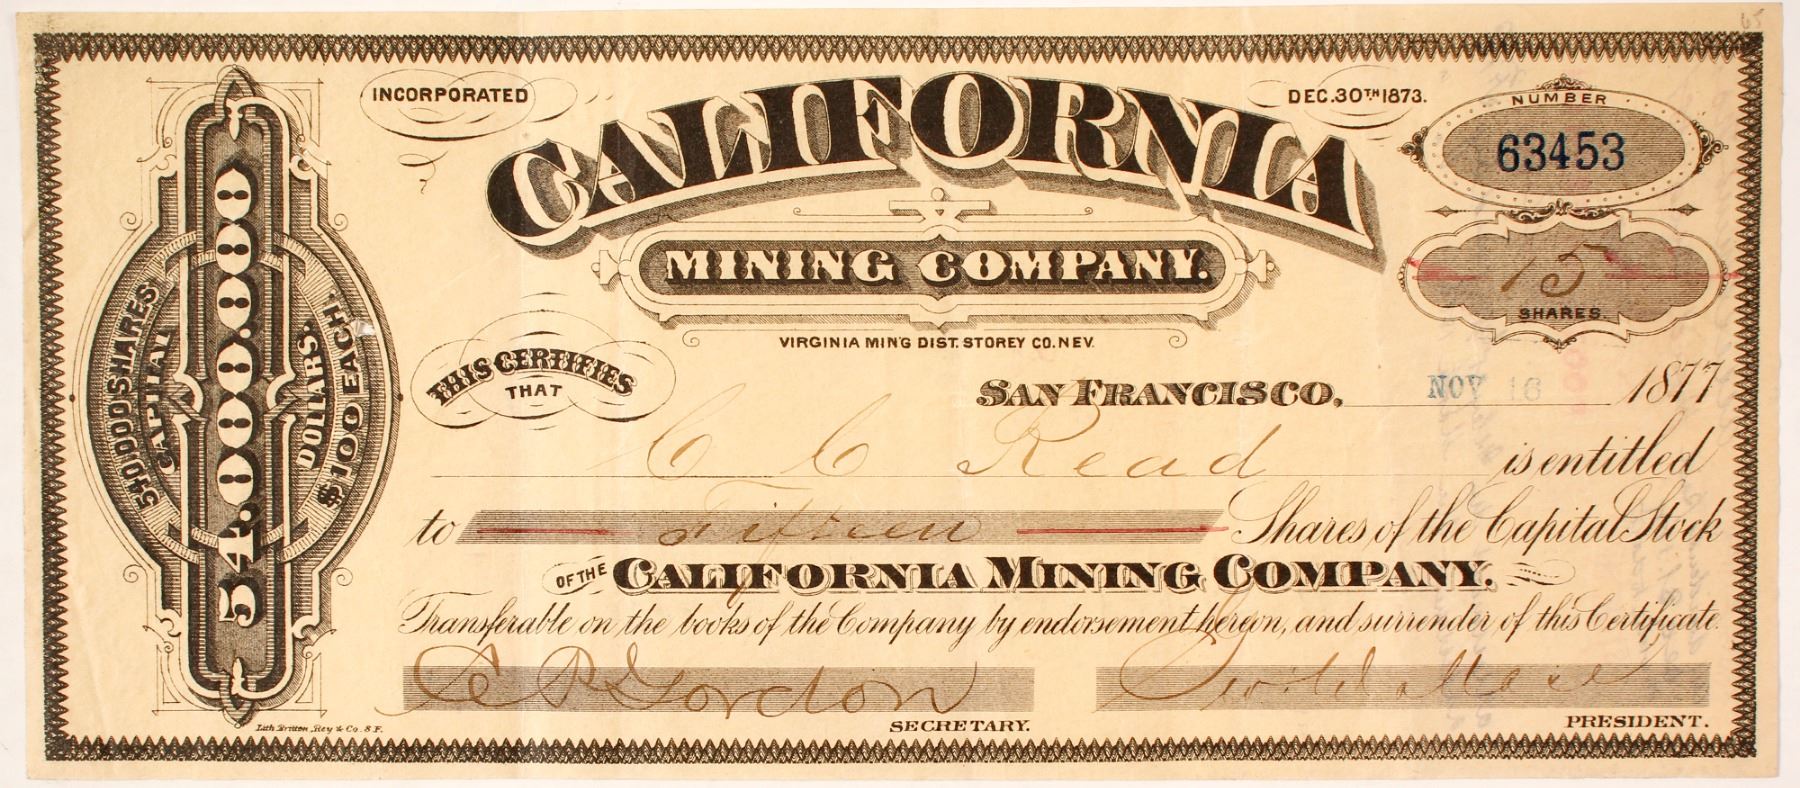 INCORPORATED
DEC. 30TH 1873.
CALIFORNIA
MINING COMPANY.
VIRGINIA MIN'G DIST. STOREY CO. NEV.
NUMBER
63453
15
SHARES
540,000 SHARES
CAPITAL
54.000.000
DOLLARS.
$100 EACH.
THIS CERTIFIES
THAT
SAN FRANCISCO, NOV 16 1877
C C Read is entitled
to Fifteen Shares of the Capital Stock
OF THE CALIFORNIA MINING COMPANY.
Transferable on the books of the Company by endorsement hereon, and surrender of this Certificate.
C P Gordon
SECRETARY.
PRESIDENT.
Lith. Britton, Rey & Co. S.F.